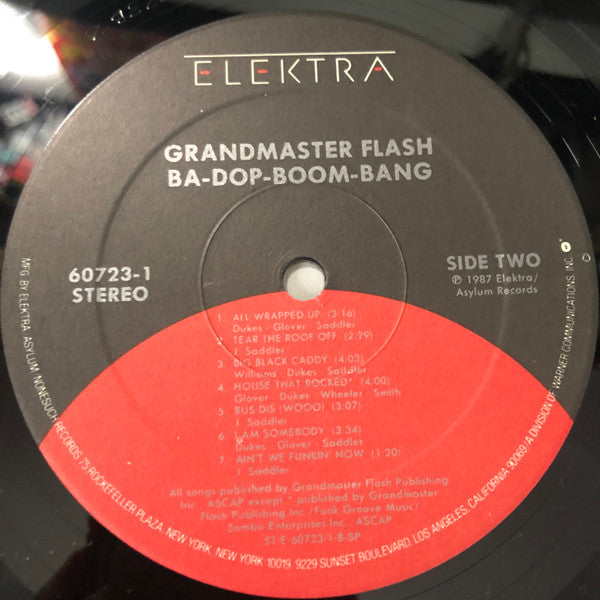 ELEKTRA
GRANDMASTER FLASH
BA-DOP-BOOM-BANG
60723-1
STEREO
SIDE TWO
℗ 1987 Elektra/
Asylum Records
1 ALL WRAPPED UP (3:16)
Dukes - Glover - Saddler
2 TEAR THE ROOF OFF (2:29)
J. Saddler
3 BIG BLACK CADDY (4:03)
Williams - Dukes - Saddler
4 HOUSE THAT ROCKED* (4:00)
Glover - Dukes - Wheeler - Smith
5 BUS DIS (WOOO) (3:07)
J. Saddler
6 I AM SOMEBODY (3:34)
Dukes - Glover - Saddler
7 AIN'T WE FUNKIN' NOW (1:20)
J. Saddler
All songs published by Grandmaster Flash Publishing
Inc. ASCAP except * published by Grandmaster
Flash Publishing Inc./Funk Groove Music/
Zomba Enterprises Inc. ASCAP.
ST-E-60723-1-B-SP
MFG BY ELEKTRA/ASYLUM/NONESUCH RECORDS 75 ROCKEFELLER PLAZA, NEW YORK, NEW YORK 10019. 9229 SUNSET BOULEVARD, LOS ANGELES, CALIFORNIA 90069. A DIVISION OF WARNER COMMUNICATIONS, INC.